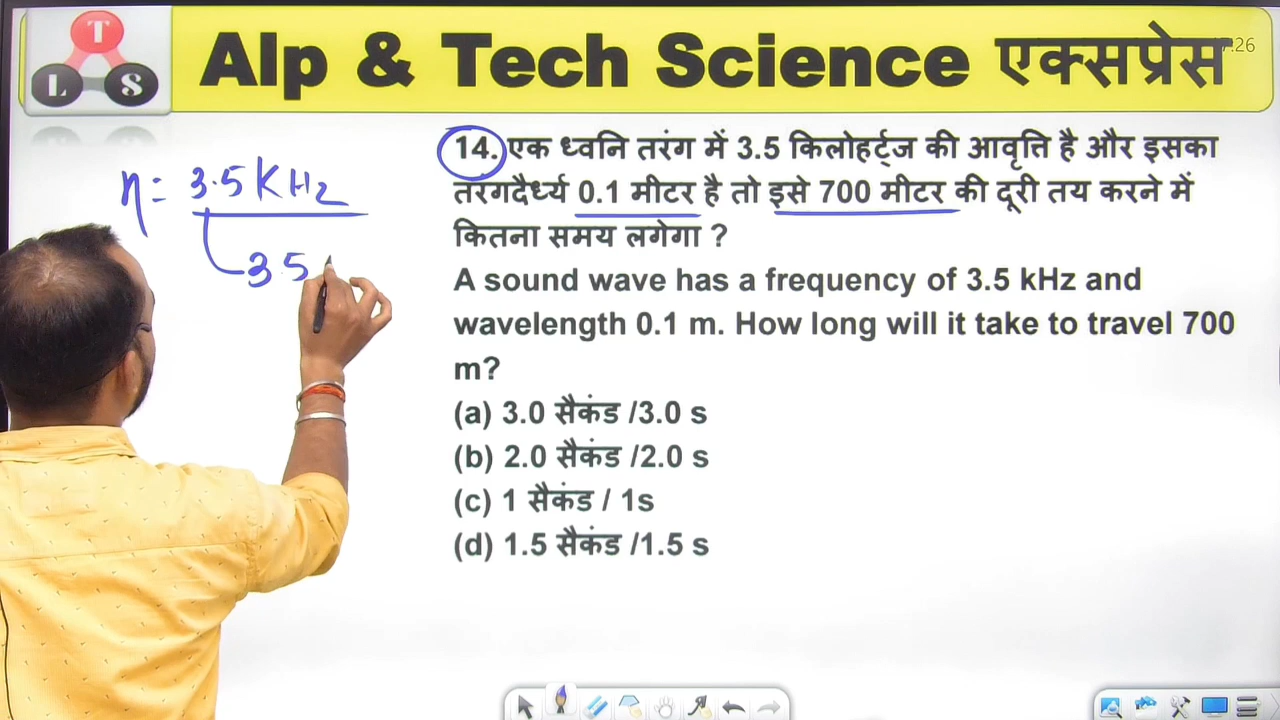 T
L S
Alp & Tech Science एक्सप्रेस
:26
14. एक ध्वनि तरंग में 3.5 किलोहर्ट्ज की आवृत्ति है और इसका
तरंगदैर्ध्य 0.1 मीटर है तो इसे 700 मीटर की दूरी तय करने में
कितना समय लगेगा ?
A sound wave has a frequency of 3.5 kHz and
wavelength 0.1 m. How long will it take to travel 700
m?
(a) 3.0 सैकंड /3.0 s
(b) 2.0 सैकंड /2.0 s
(c) 1 सैकंड / 1s
(d) 1.5 सैकंड /1.5 s
η = 3.5 KHz
3.5